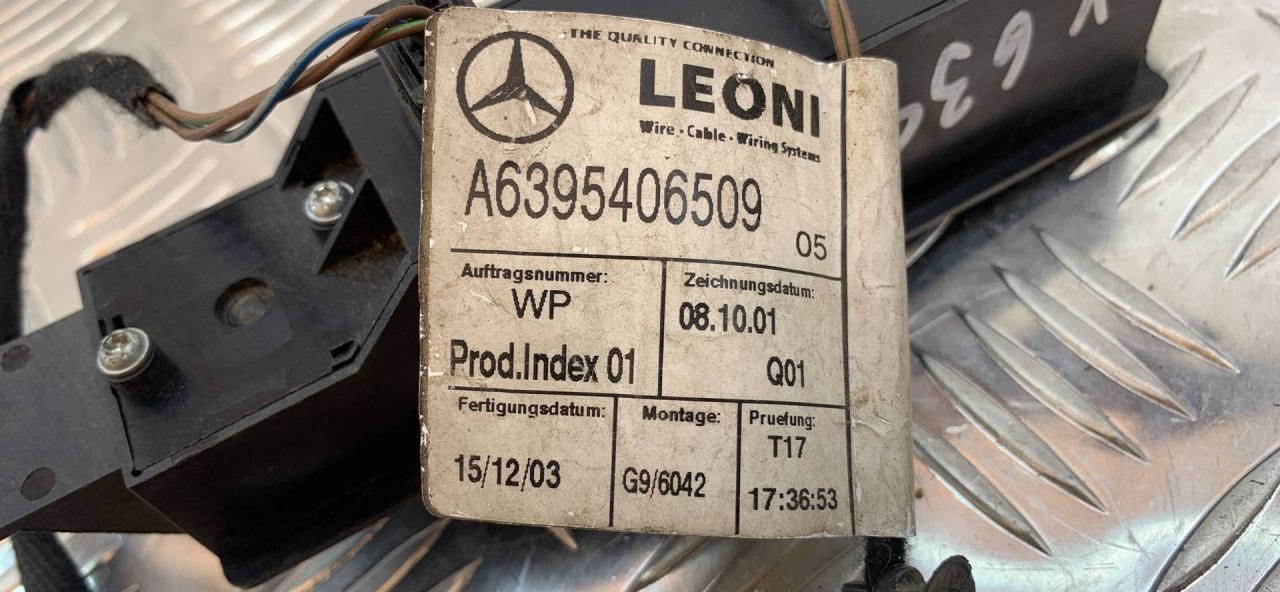 THE QUALITY CONNECTION
LEONI
Wire - Cable - Wiring Systems
A6395406509
05
Auftragsnummer:
WP
Prod.Index 01
Zeichnungsdatum:
08.10.01
Q01
Fertigungsdatum:
15/12/03
Montage:
G9/6042
Pruefung:
T17
17:36:53